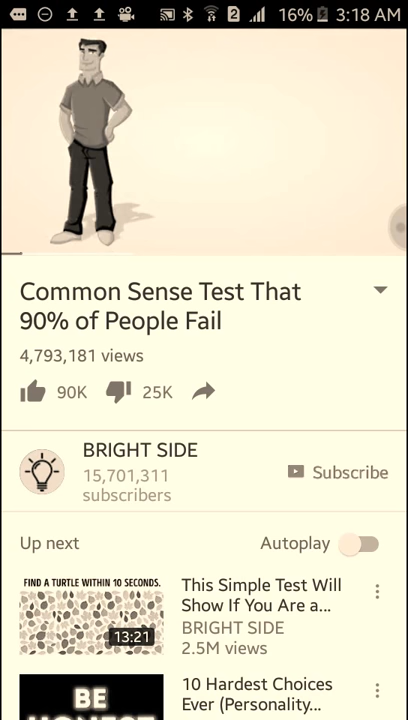 2 16% 3:18 AM
Common Sense Test That
90% of People Fail
4,793,181 views
90K 25K
BRIGHT SIDE
15,701,311
subscribers
Subscribe
Up next Autoplay
FIND A TURTLE WITHIN 10 SECONDS.
13:21
This Simple Test Will
Show If You Are a...
BRIGHT SIDE
2.5M views
BE
10 Hardest Choices
Ever (Personality...